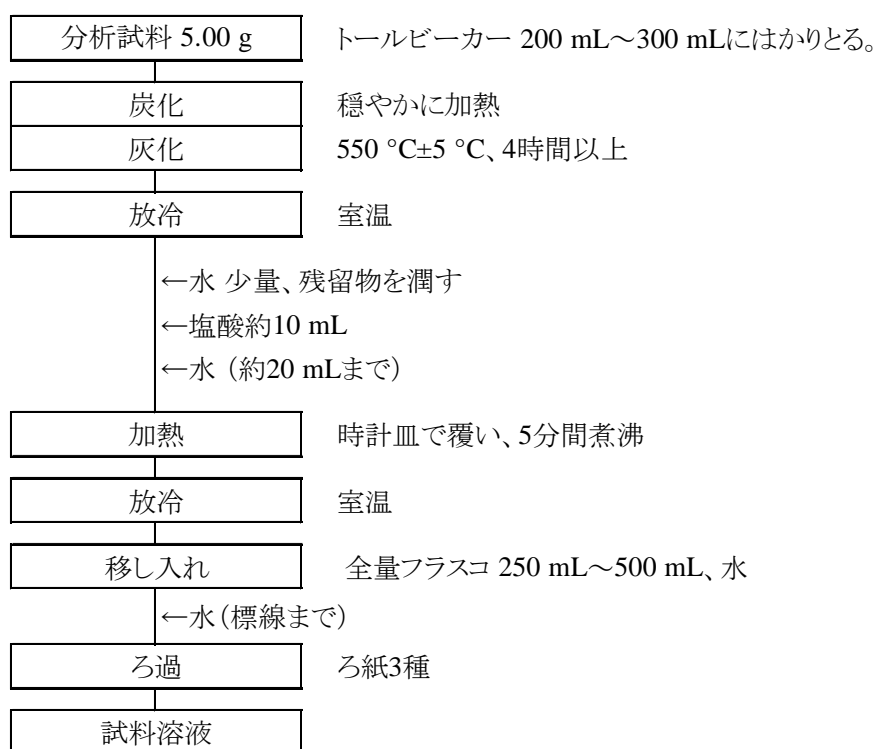 分析試料 5.00 g トールビーカー 200 mL～300 mLにはかりとる。
炭化 穏やかに加熱
灰化 550 °C±5 °C、4時間以上
放冷 室温
←水 少量、残留物を潤す
←塩酸約10 mL
←水 （約20 mLまで）
加熱 時計皿で覆い、5分間煮沸
放冷 室温
移し入れ 全量フラスコ 250 mL～500 mL、水
←水（標線まで）
ろ過 ろ紙3種
試料溶液